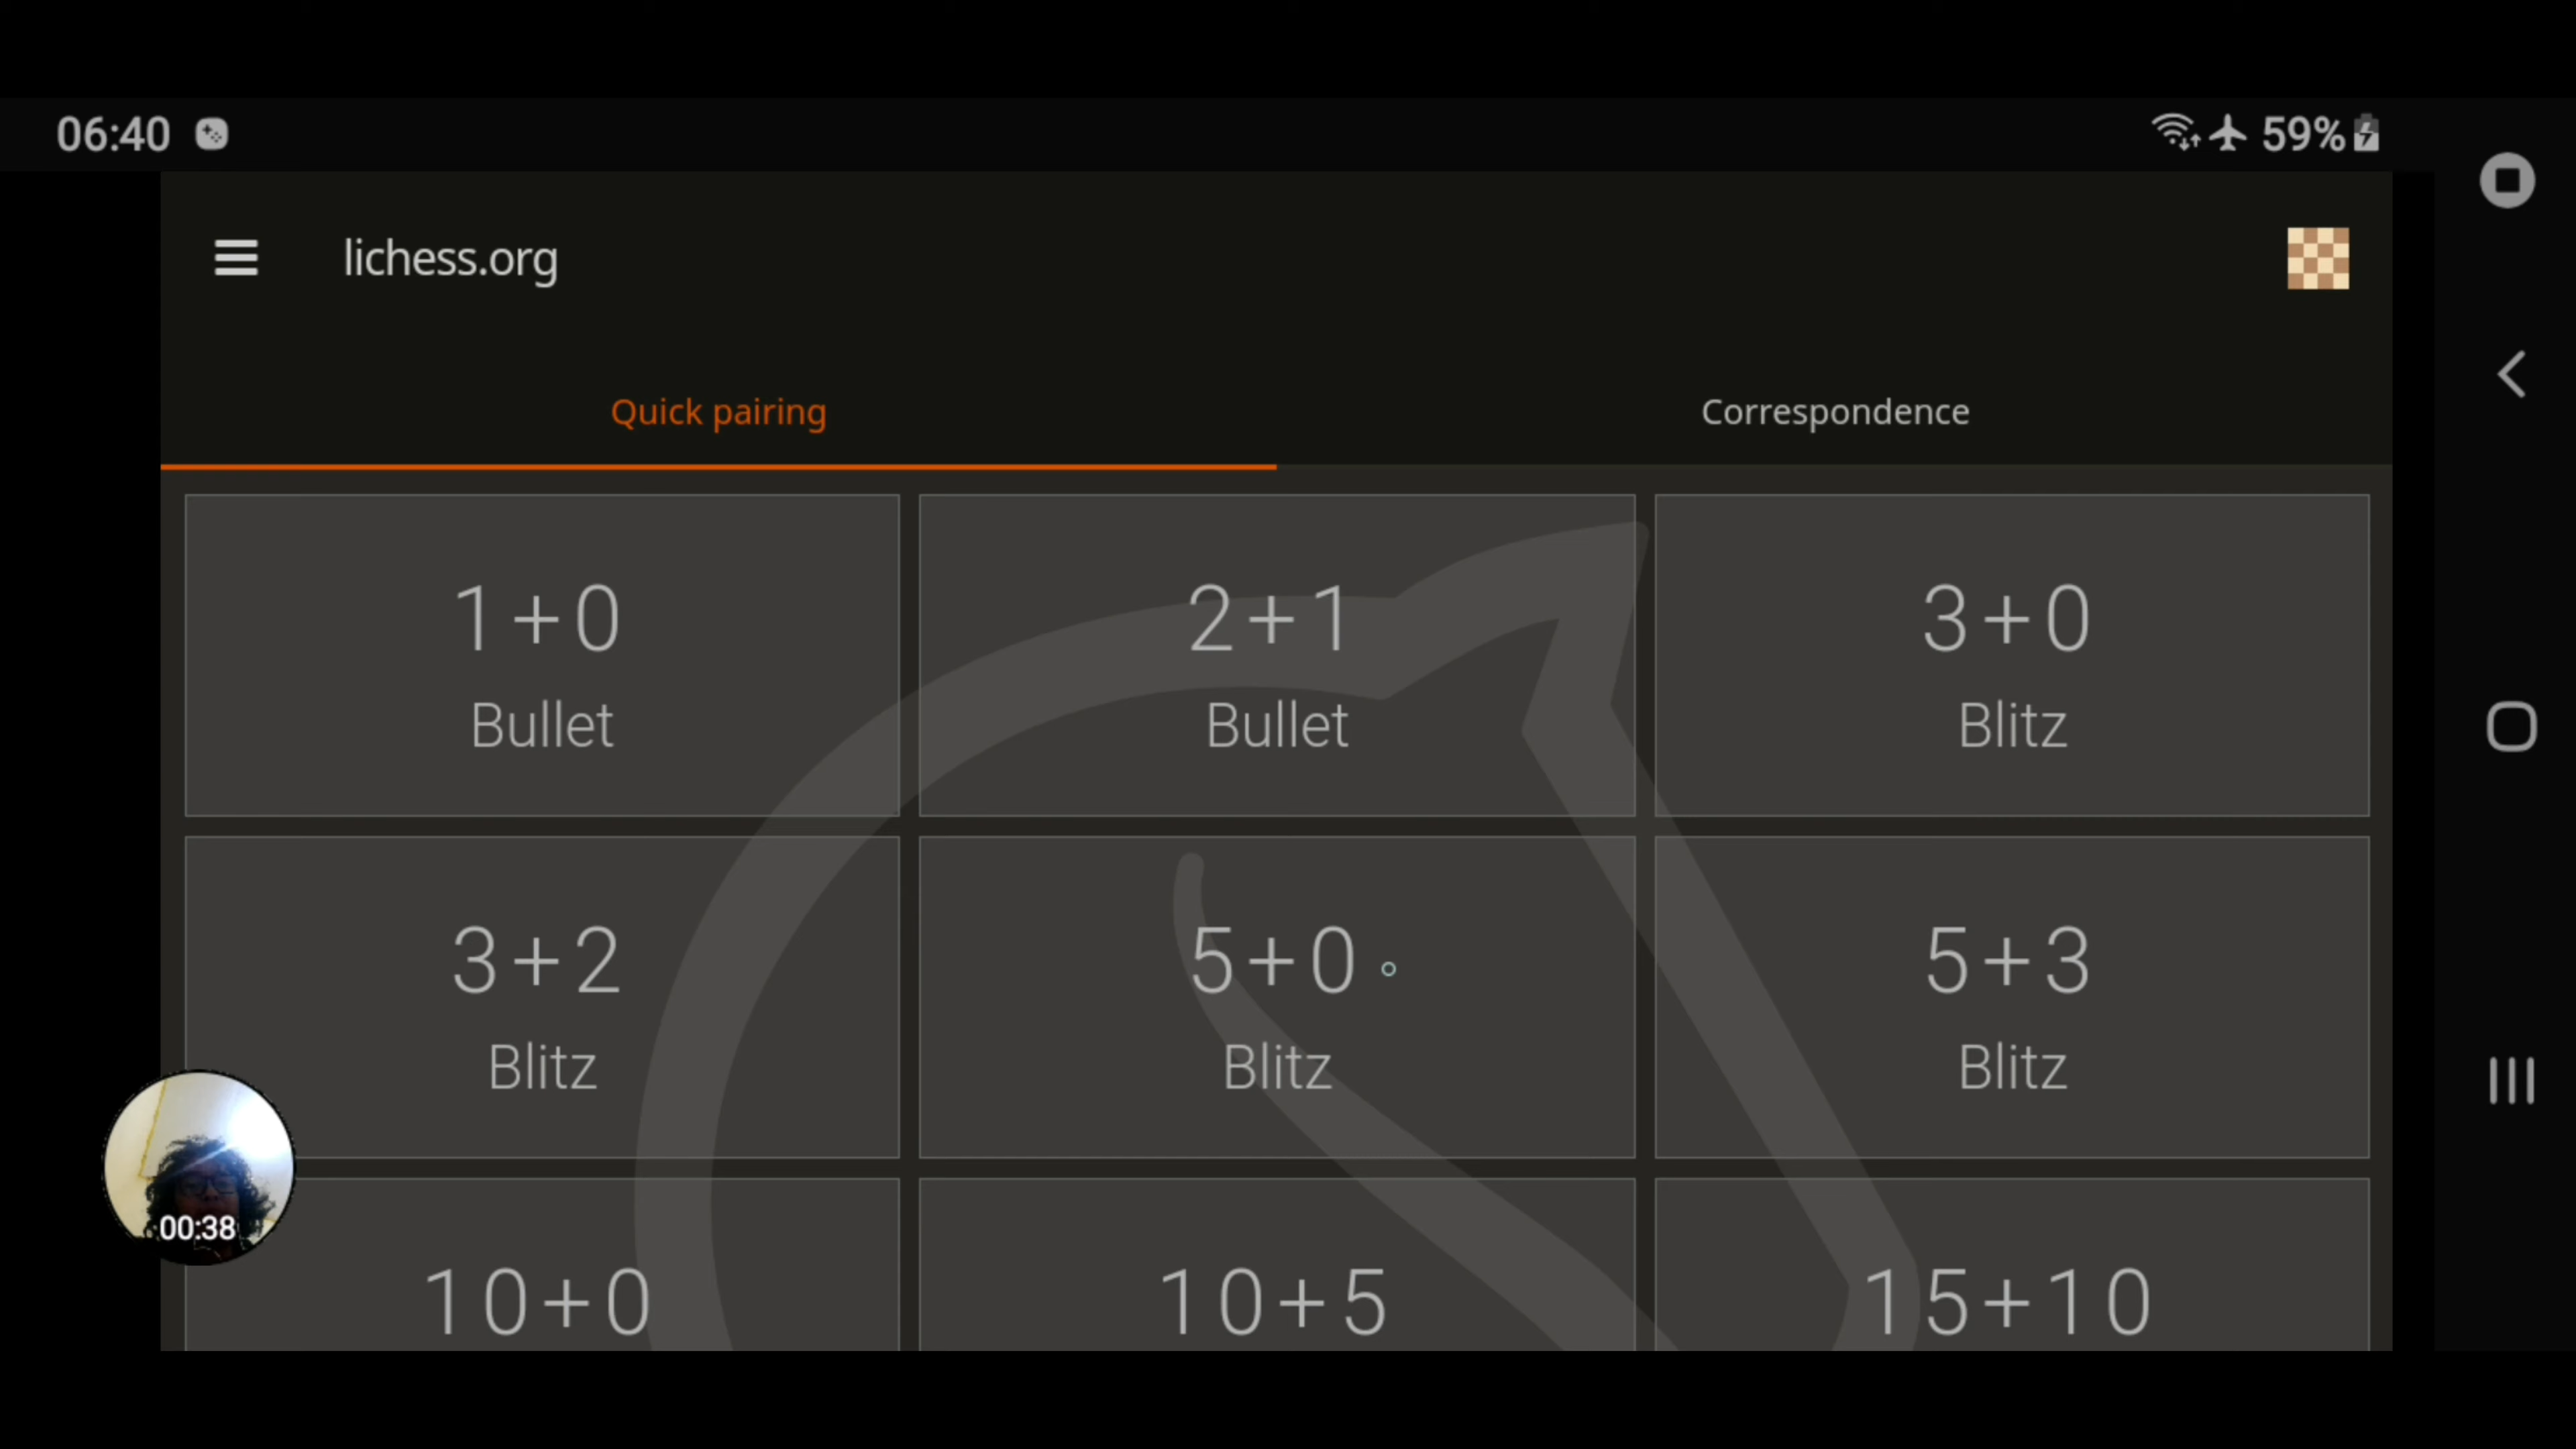 06:40
59%
lichess.org
Quick pairing
Correspondence
1+0
Bullet
2+1
Bullet
3+0
Blitz
3+2
Blitz
5+0
Blitz
5+3
Blitz
00:38
10+0
10+5
15+10